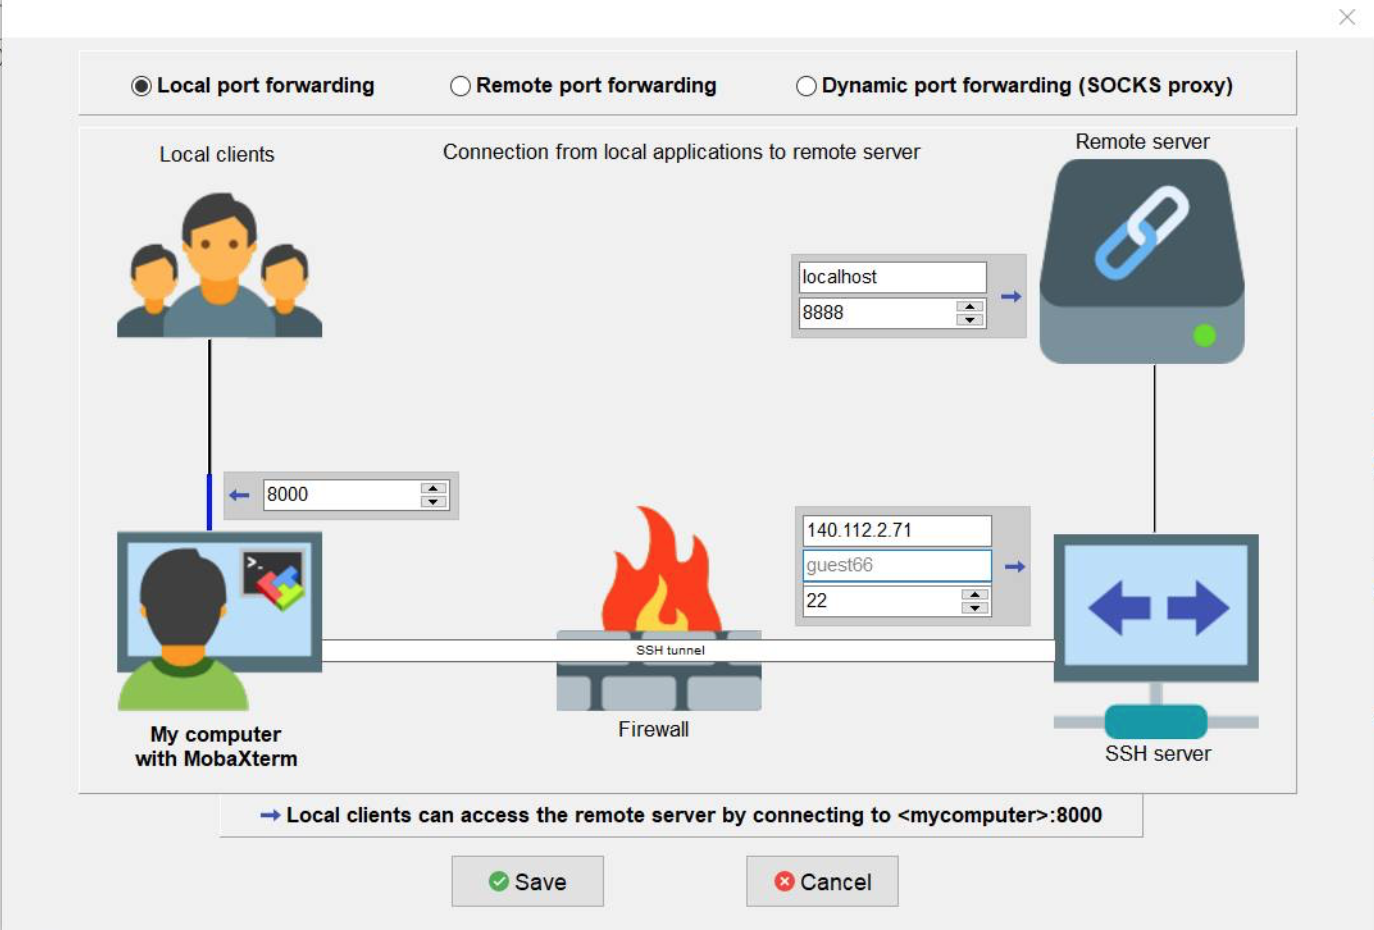 Local port forwarding
Remote port forwarding
Dynamic port forwarding (SOCKS proxy)
Local clients
Connection from local applications to remote server
Remote server
localhost
8888
8000
140.112.2.71
guest66
22
>_
SSH tunnel
Firewall
My computer
with MobaXterm
SSH server
Local clients can access the remote server by connecting to <mycomputer>:8000
Save
Cancel